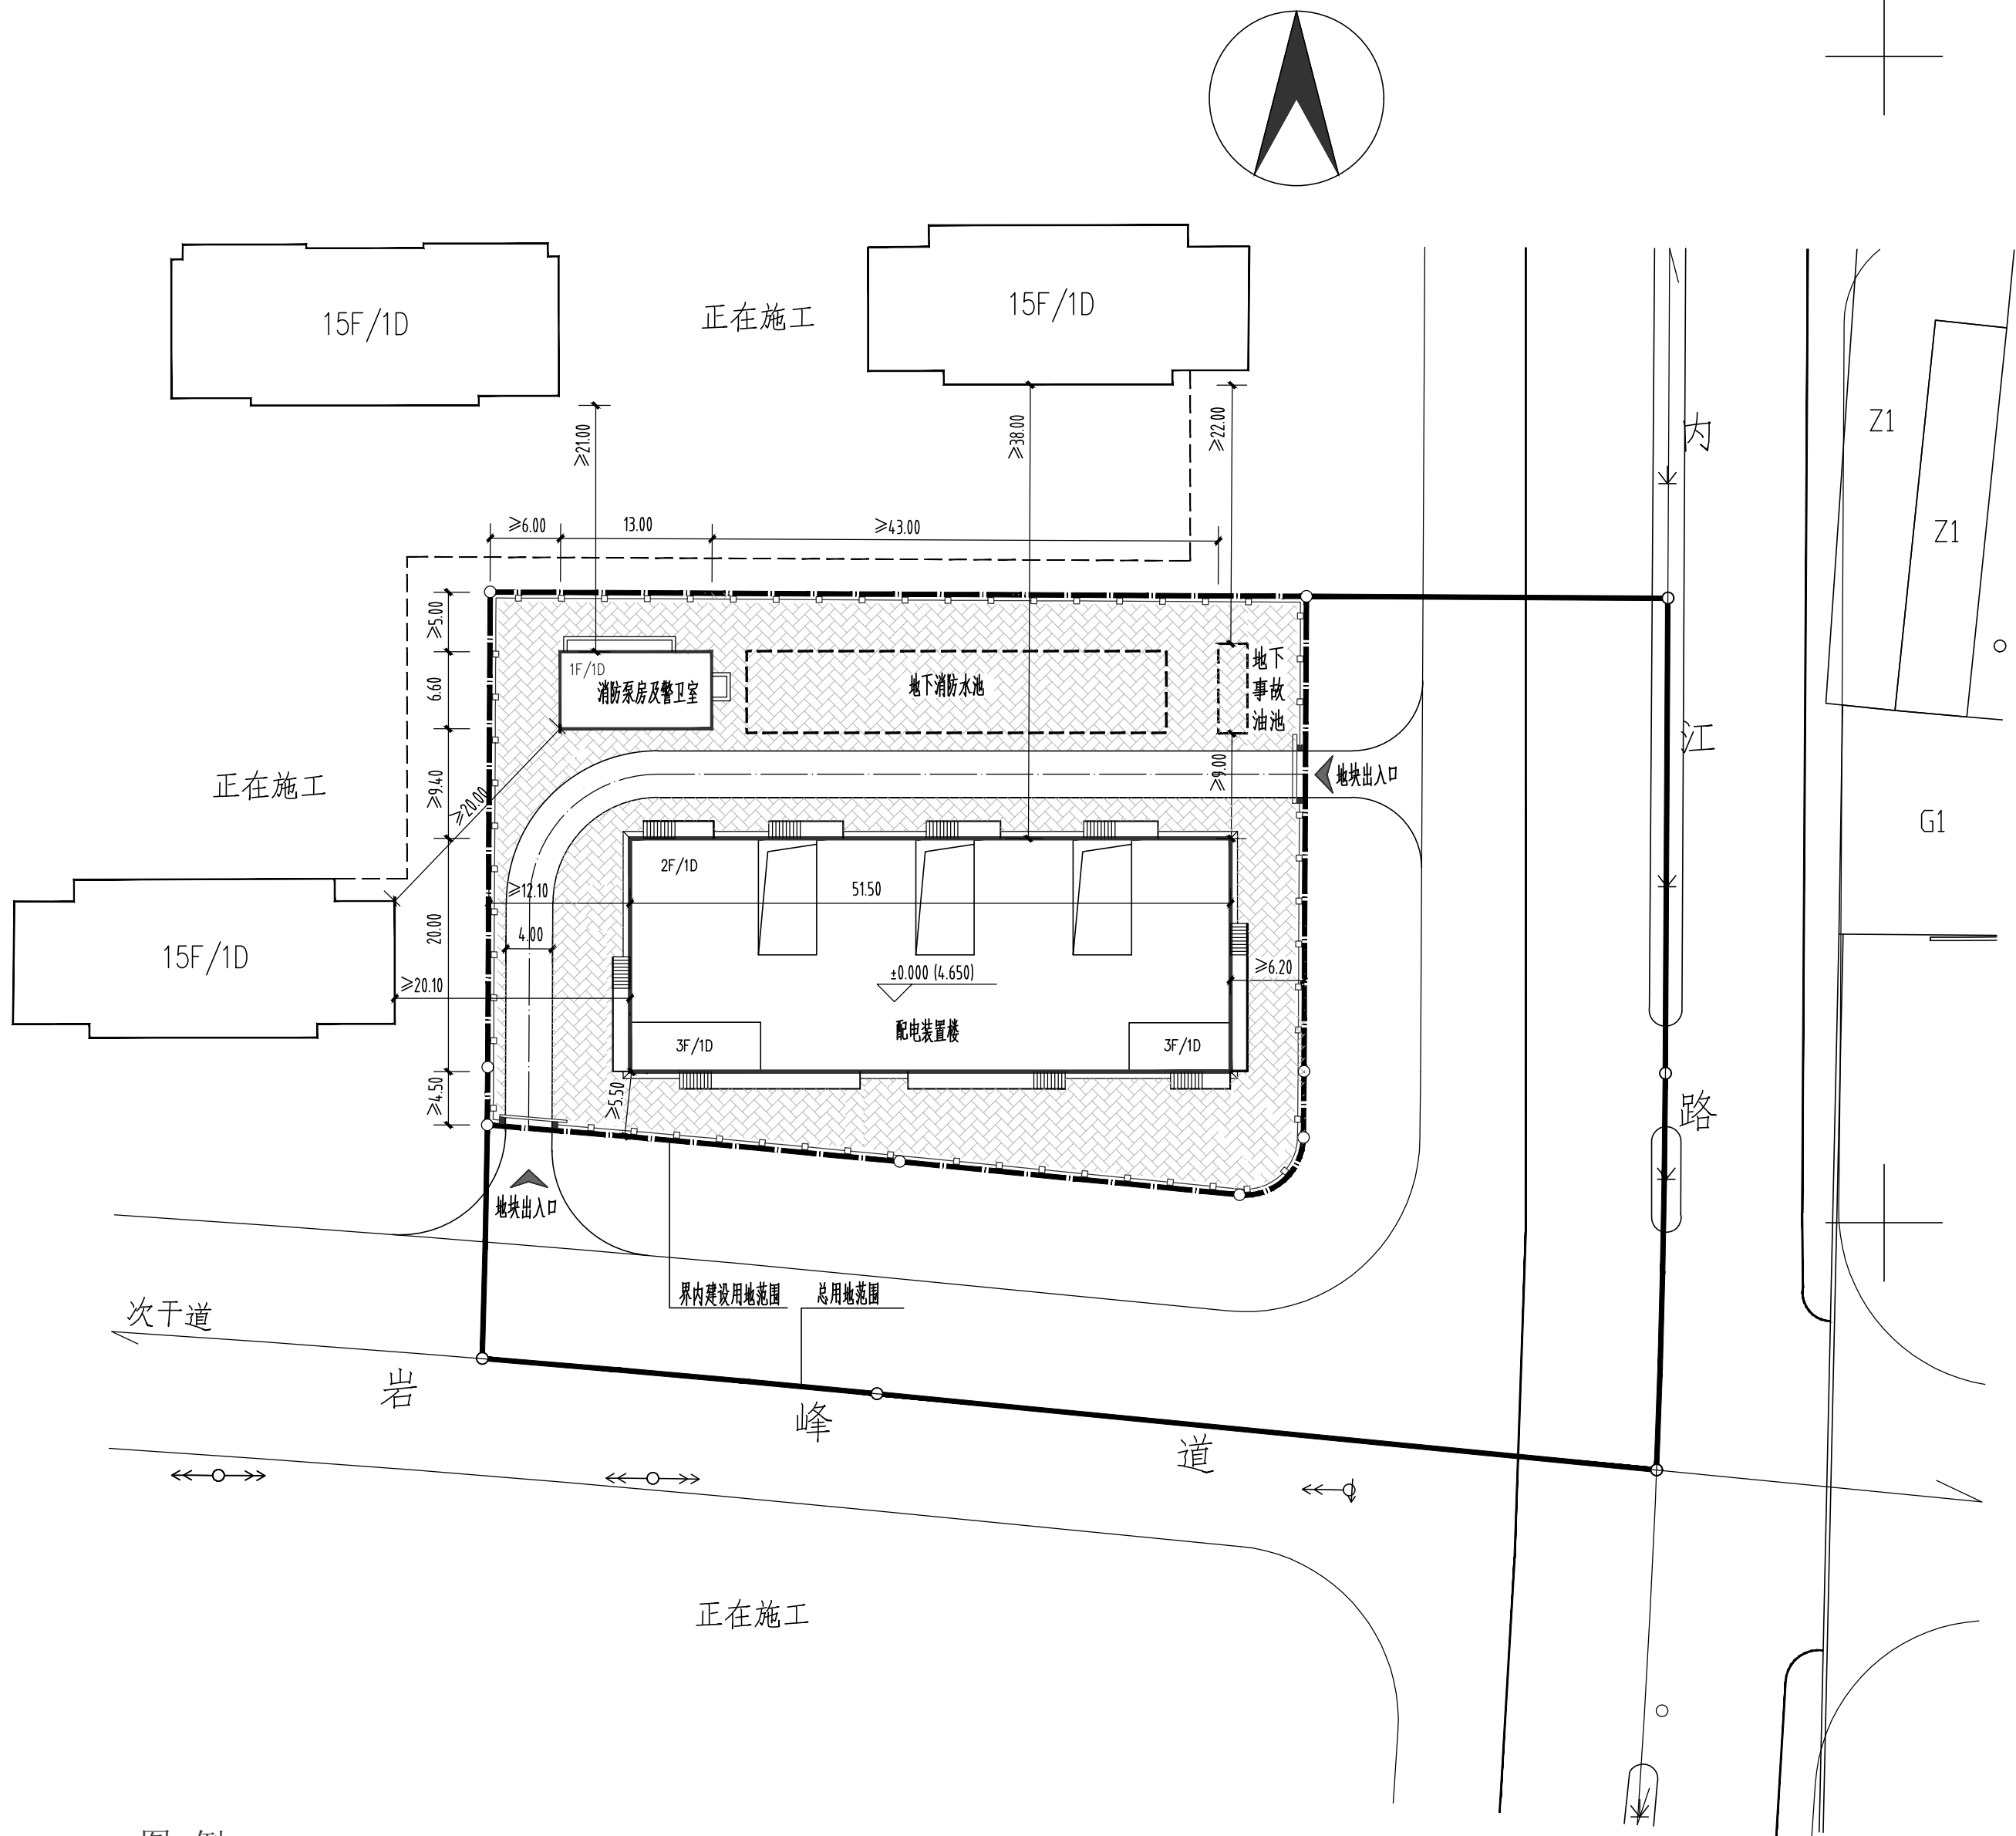 15F/1D
正在施工
15F/1D
≥21.00
≥38.00
≥22.00
≥6.00
13.00
≥43.00
内
江
路
Z1
Z1
G1
≥5.00
6.60
≥9.40
20.00
≥4.50
1F/1D
消防泵房及警卫室
地下消防水池
地下
事故
油池
≥9.00
地块出入口
正在施工
≥20.00
15F/1D
≥20.10
≥12.10
4.00
2F/1D
51.50
±0.000 (4.650)
≥6.20
配电装置楼
3F/1D
3F/1D
≥5.50
地块出入口
界内建设用地范围
总用地范围
次干道
岩
峰
道
正在施工